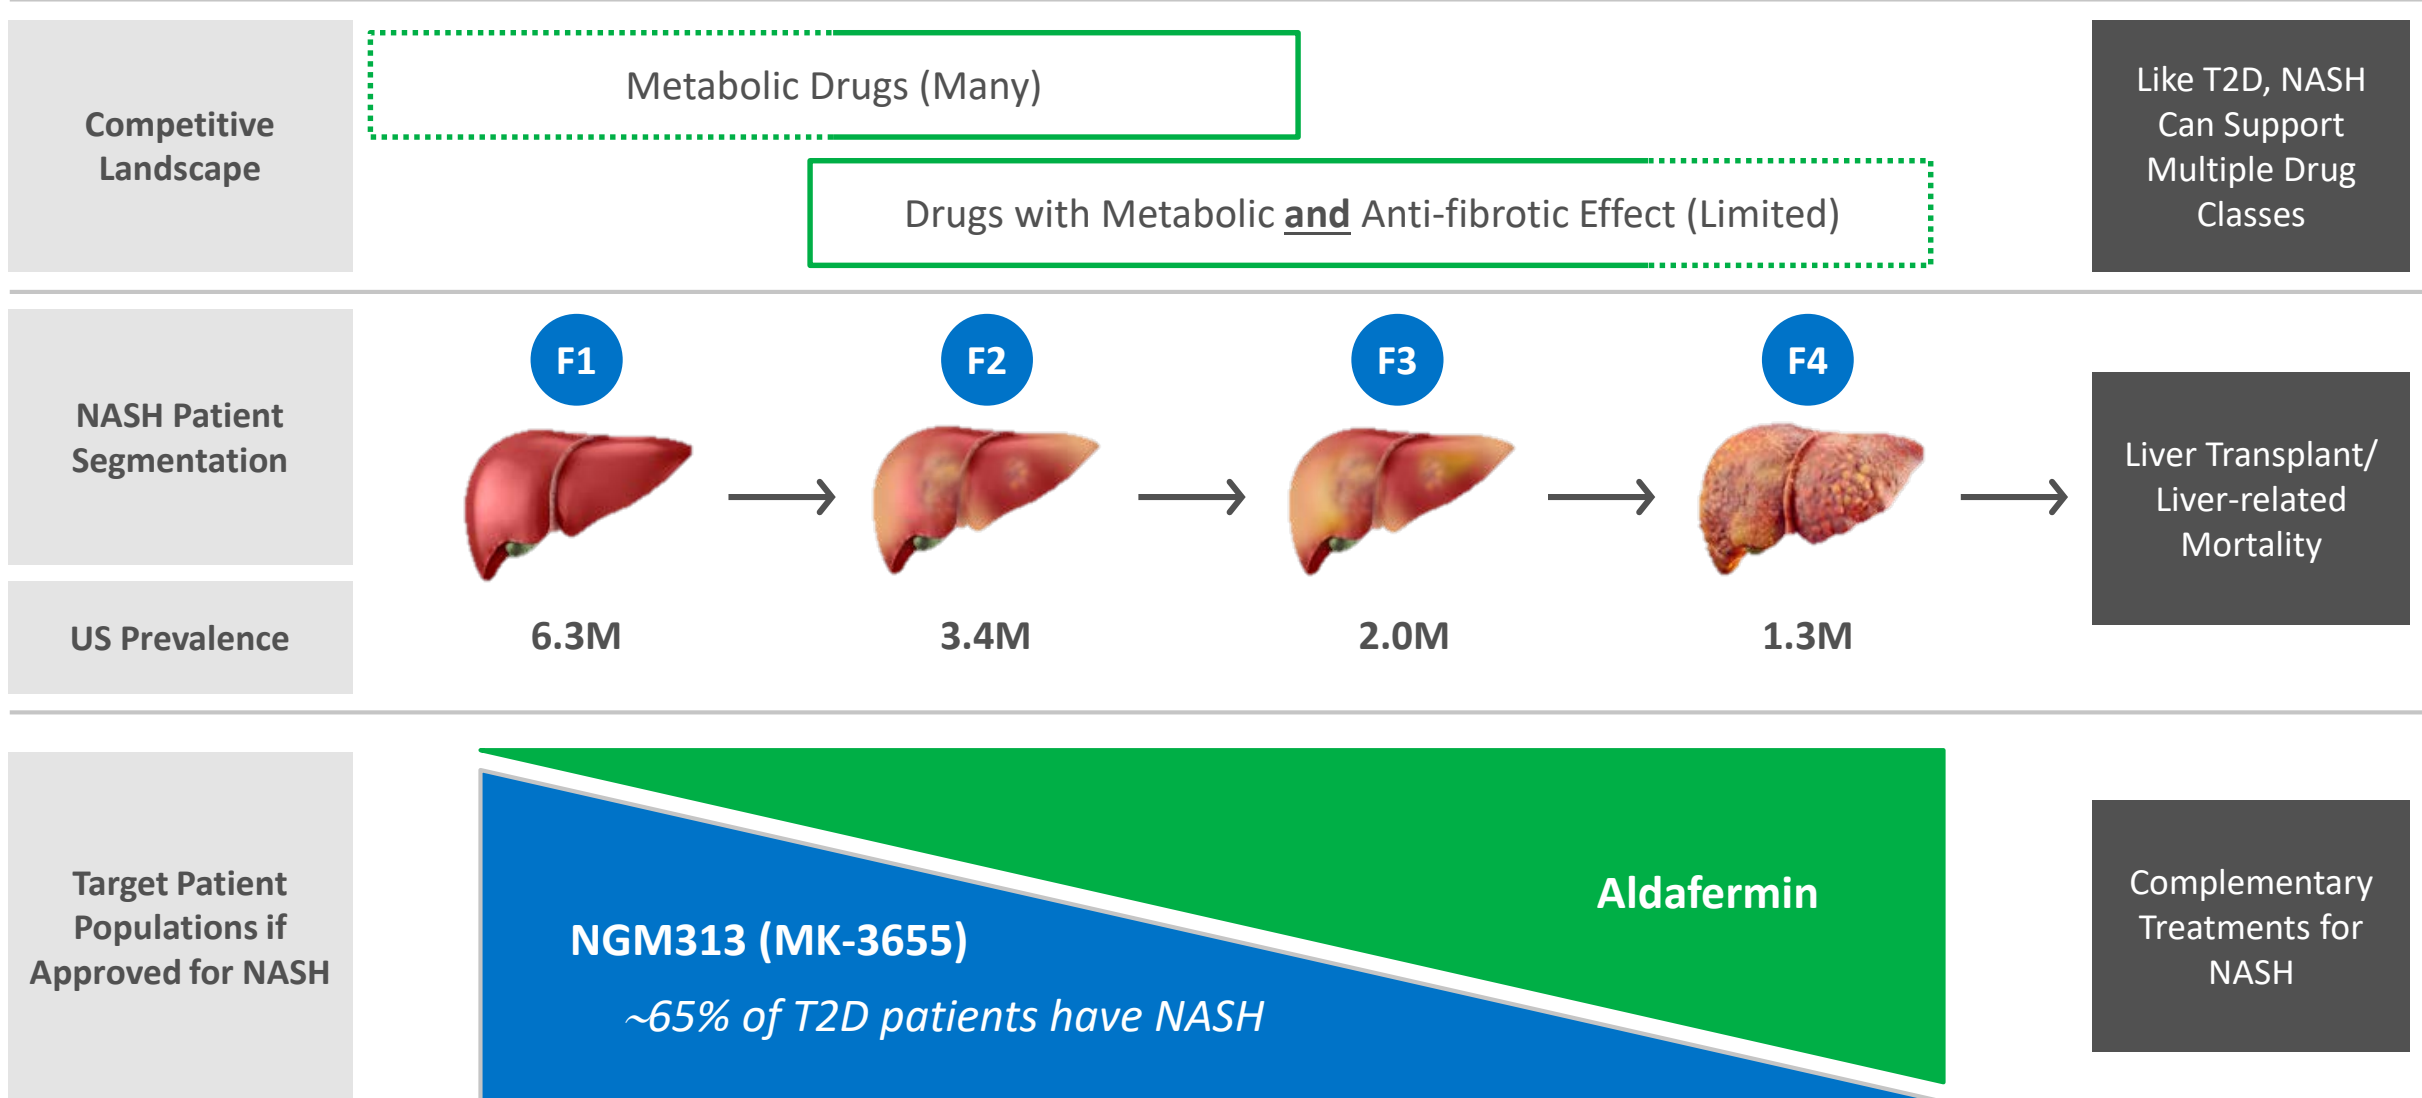 Competitive
Landscape
Metabolic Drugs (Many)
Drugs with Metabolic and Anti-fibrotic Effect (Limited)
Like T2D, NASH
Can Support
Multiple Drug
Classes
NASH Patient
Segmentation
F1
F2
F3
F4
Liver Transplant/
Liver-related
Mortality
US Prevalence
6.3M
3.4M
2.0M
1.3M
Target Patient
Populations if
Approved for NASH
NGM313 (MK-3655)
~65% of T2D patients have NASH
Aldafermin
Complementary
Treatments for
NASH